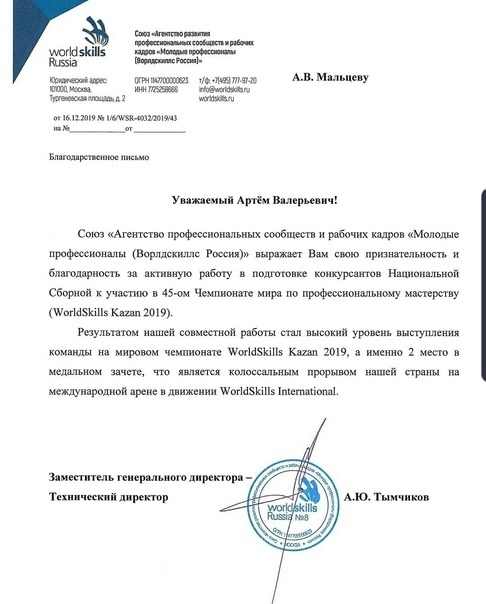 worldskills
Russia
Союз «Агентство развития
профессиональных сообществ и рабочих
кадров «Молодые профессионалы
(Ворлдскиллс Россия)»
А.В. Мальцеву
Юридический адрес:
101000, Москва,
Тургеневская площадь, д. 2
ОГРН 1147700000623
ИНН 7725258666
т/ф: +7(495) 777-97-20
info@worldskills.ru
worldskills.ru
от 16.12.2019 № 1/6/WSR-4032/2019/43
на №__________от __________
Благодарственное письмо
Уважаемый Артём Валерьевич!
Союз «Агентство профессиональных сообществ и рабочих кадров «Молодые
профессионалы (Ворлдскиллс Россия)» выражает Вам свою признательность и
благодарность за активную работу в подготовке конкурсантов Национальной
Сборной к участию в 45-ом Чемпионате мира по профессиональному мастерству
(WorldSkills Kazan 2019).
Результатом нашей совместной работы стал высокий уровень выступления
команды на мировом чемпионате WorldSkills Kazan 2019, а именно 2 место в
медальном зачете, что является колоссальным прорывом нашей страны на
международной арене в движении WorldSkills International.
Заместитель генерального директора –
Технический директор
А.Ю. Тымчиков
worldskills
Russia №8
ОГРН 1147700000623
МОСКВА